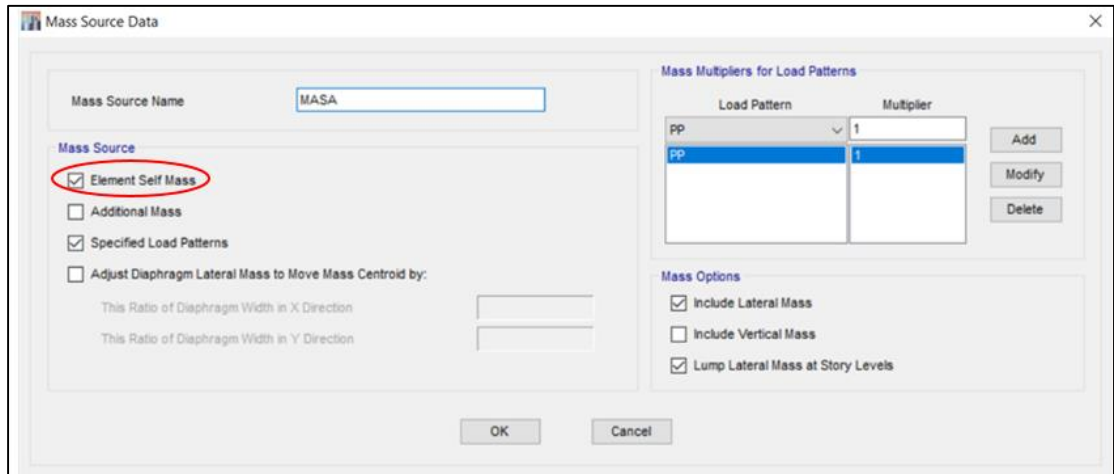 Mass Source Data
Mass Source Name MASA
Mass Source
Element Self Mass
Additional Mass
Specified Load Patterns
Adjust Diaphragm Lateral Mass to Move Mass Centroid by:
This Ratio of Diaphragm Width in X Direction
This Ratio of Diaphragm Width in Y Direction
Mass Multipliers for Load Patterns
Load Pattern Multiplier
PP 1
PP 1
Add
Modify
Delete
Mass Options
Include Lateral Mass
Include Vertical Mass
Lump Lateral Mass at Story Levels
OK Cancel